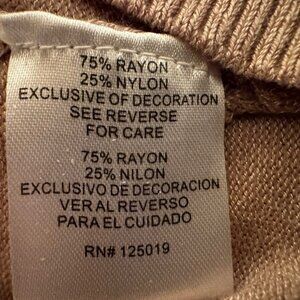 75% RAYON
25% NYLON
EXCLUSIVE OF DECORATION
SEE REVERSE
FOR CARE
75% RAYON
25% NILON
EXCLUSIVO DE DECORACION
VER AL REVERSO
PARA EL CUIDADO
RN# 125019